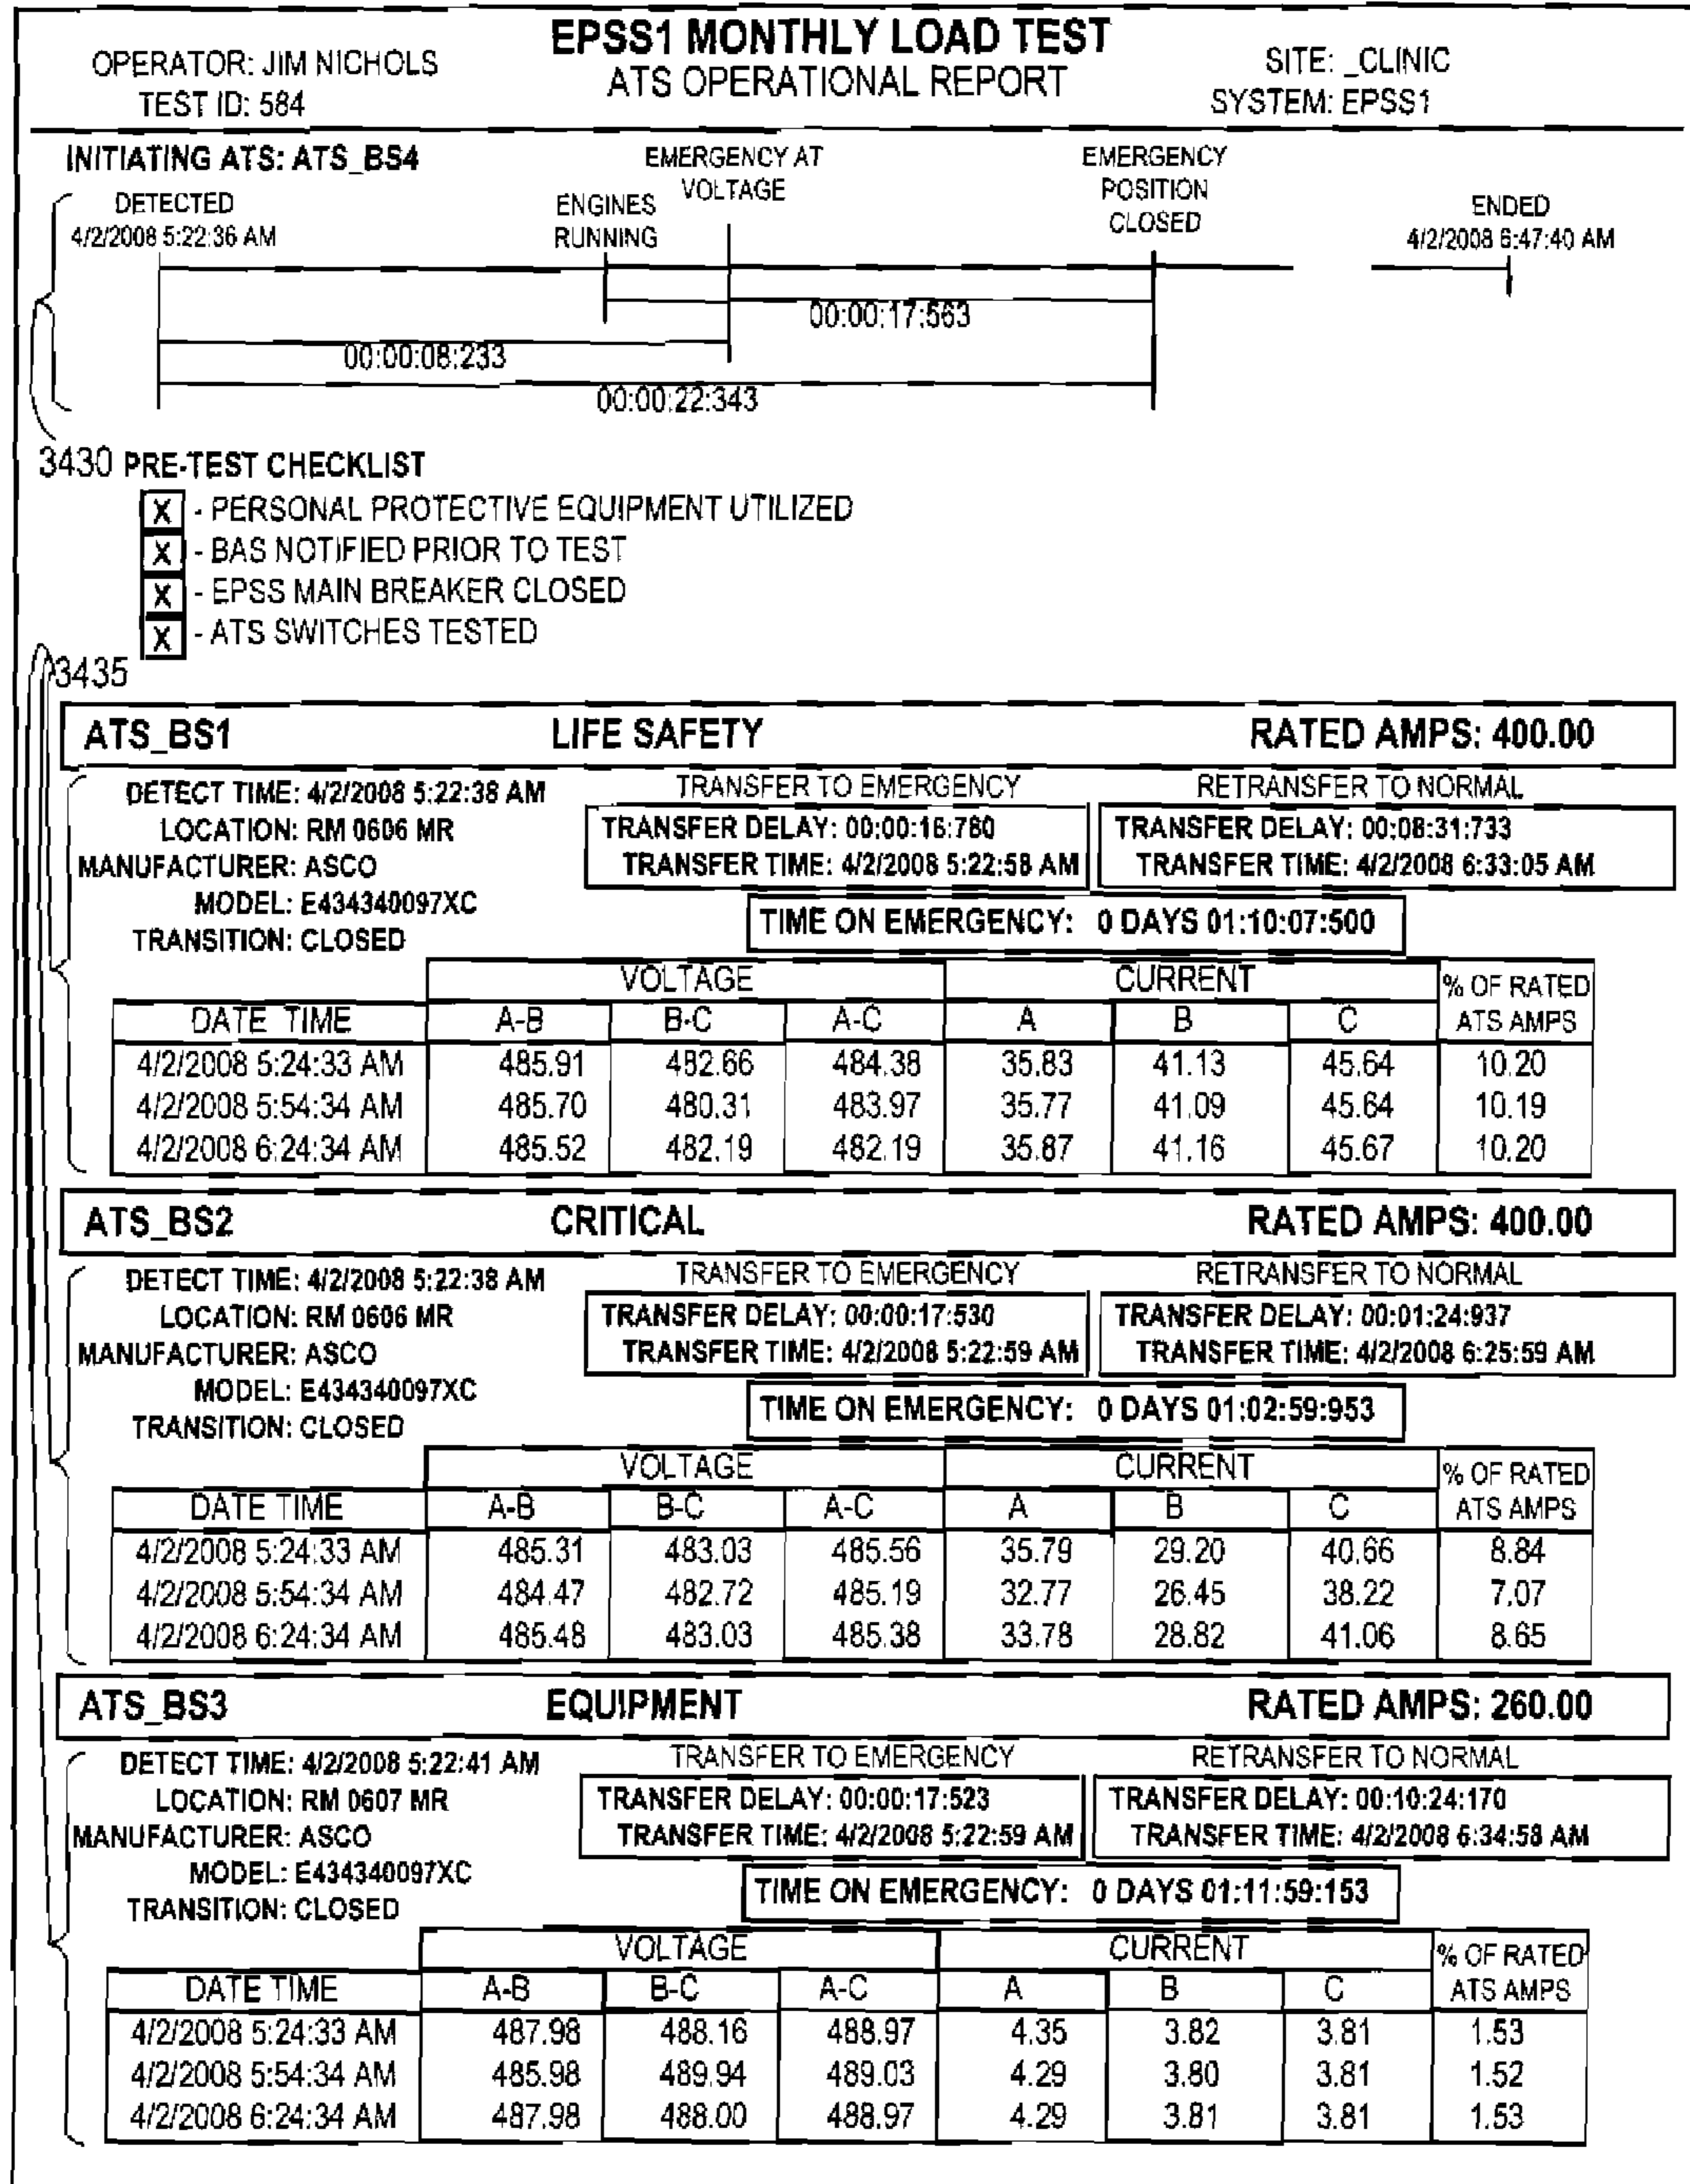 EPSS1 MONTHLY LOAD TEST
ATS OPERATIONAL REPORT
OPERATOR: JIM NICHOLS
TEST ID: 584
SITE: _CLINIC
SYSTEM: EPSS1
INITIATING ATS: ATS_BS4
DETECTED
4/2/2008 5:22:36 AM
ENGINES
RUNNING
EMERGENCY AT
VOLTAGE
EMERGENCY
POSITION
CLOSED
ENDED
4/2/2008 6:47:40 AM
00:00:17:563
00:00:08:233
00:00:22:343
3430 PRE-TEST CHECKLIST
X - PERSONAL PROTECTIVE EQUIPMENT UTILIZED
X - BAS NOTIFIED PRIOR TO TEST
X - EPSS MAIN BREAKER CLOSED
X - ATS SWITCHES TESTED
3435
ATS_BS1 LIFE SAFETY RATED AMPS: 400.00
DETECT TIME: 4/2/2008 5:22:38 AM
LOCATION: RM 0606 MR
MANUFACTURER: ASCO
MODEL: E434340097XC
TRANSITION: CLOSED
TRANSFER TO EMERGENCY
TRANSFER DELAY: 00:00:16:780
TRANSFER TIME: 4/2/2008 5:22:58 AM
RETRANSFER TO NORMAL
TRANSFER DELAY: 00:08:31:733
TRANSFER TIME: 4/2/2008 6:33:05 AM
TIME ON EMERGENCY: 0 DAYS 01:10:07:500
VOLTAGE CURRENT % OF RATED
DATE TIME A-B B-C A-C A B C ATS AMPS
4/2/2008 5:24:33 AM 485.91 482.66 484.38 35.83 41.13 45.64 10.20
4/2/2008 5:54:34 AM 485.70 480.31 483.97 35.77 41.09 45.64 10.19
4/2/2008 6:24:34 AM 485.52 482.19 482.19 35.87 41.16 45.67 10.20
ATS_BS2 CRITICAL RATED AMPS: 400.00
DETECT TIME: 4/2/2008 5:22:38 AM
LOCATION: RM 0606 MR
MANUFACTURER: ASCO
MODEL: E434340097XC
TRANSITION: CLOSED
TRANSFER TO EMERGENCY
TRANSFER DELAY: 00:00:17:530
TRANSFER TIME: 4/2/2008 5:22:59 AM
RETRANSFER TO NORMAL
TRANSFER DELAY: 00:01:24:937
TRANSFER TIME: 4/2/2008 6:25:59 AM
TIME ON EMERGENCY: 0 DAYS 01:02:59:953
VOLTAGE CURRENT % OF RATED
DATE TIME A-B B-C A-C A B C ATS AMPS
4/2/2008 5:24:33 AM 485.31 483.03 485.56 35.79 29.20 40.66 8.84
4/2/2008 5:54:34 AM 484.47 482.72 485.19 32.77 26.45 38.22 7.07
4/2/2008 6:24:34 AM 485.48 483.03 485.38 33.78 28.82 41.06 8.65
ATS_BS3 EQUIPMENT RATED AMPS: 260.00
DETECT TIME: 4/2/2008 5:22:41 AM
LOCATION: RM 0607 MR
MANUFACTURER: ASCO
MODEL: E434340097XC
TRANSITION: CLOSED
TRANSFER TO EMERGENCY
TRANSFER DELAY: 00:00:17:523
TRANSFER TIME: 4/2/2008 5:22:59 AM
RETRANSFER TO NORMAL
TRANSFER DELAY: 00:10:24:170
TRANSFER TIME: 4/2/2008 6:34:58 AM
TIME ON EMERGENCY: 0 DAYS 01:11:59:153
VOLTAGE CURRENT % OF RATED
DATE TIME A-B B-C A-C A B C ATS AMPS
4/2/2008 5:24:33 AM 487.98 488.16 488.97 4.35 3.82 3.81 1.53
4/2/2008 5:54:34 AM 485.98 489.94 489.03 4.29 3.80 3.81 1.52
4/2/2008 6:24:34 AM 487.98 488.00 488.97 4.29 3.81 3.81 1.53